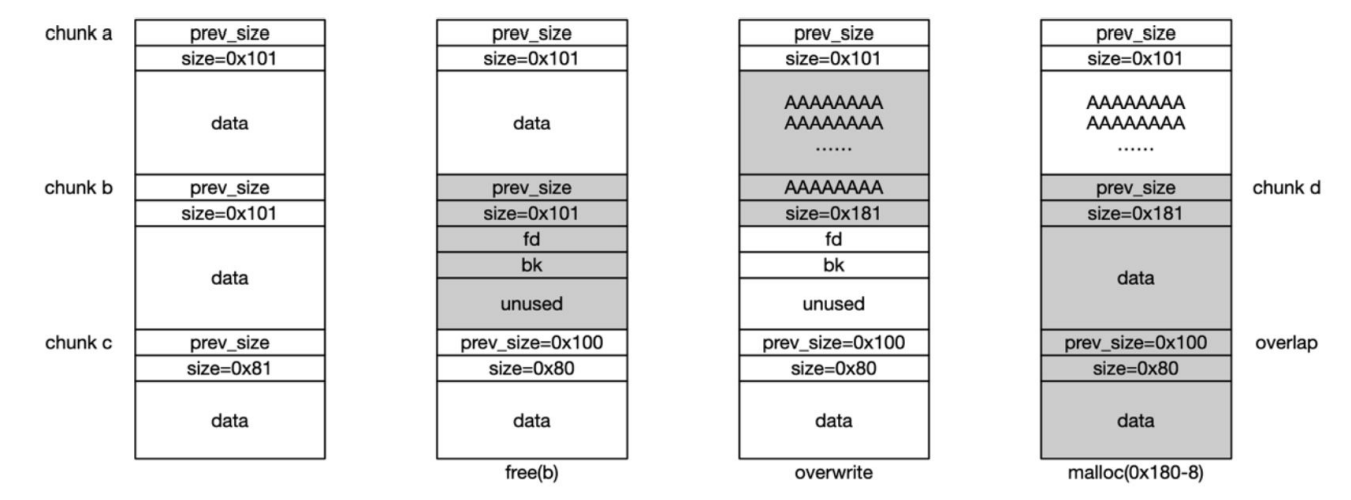 chunk a
prev_size
size=0x101
data
chunk b
prev_size
size=0x101
data
chunk c
prev_size
size=0x81
data
prev_size
size=0x101
data
prev_size
size=0x101
fd
bk
unused
prev_size=0x100
size=0x80
data
free(b)
prev_size
size=0x101
AAAAAAAA
AAAAAAAA
......
AAAAAAAA
size=0x181
fd
bk
unused
prev_size=0x100
size=0x80
data
overwrite
prev_size
size=0x101
AAAAAAAA
AAAAAAAA
......
prev_size
chunk d
size=0x181
data
prev_size=0x100
overlap
size=0x80
data
malloc(0x180-8)